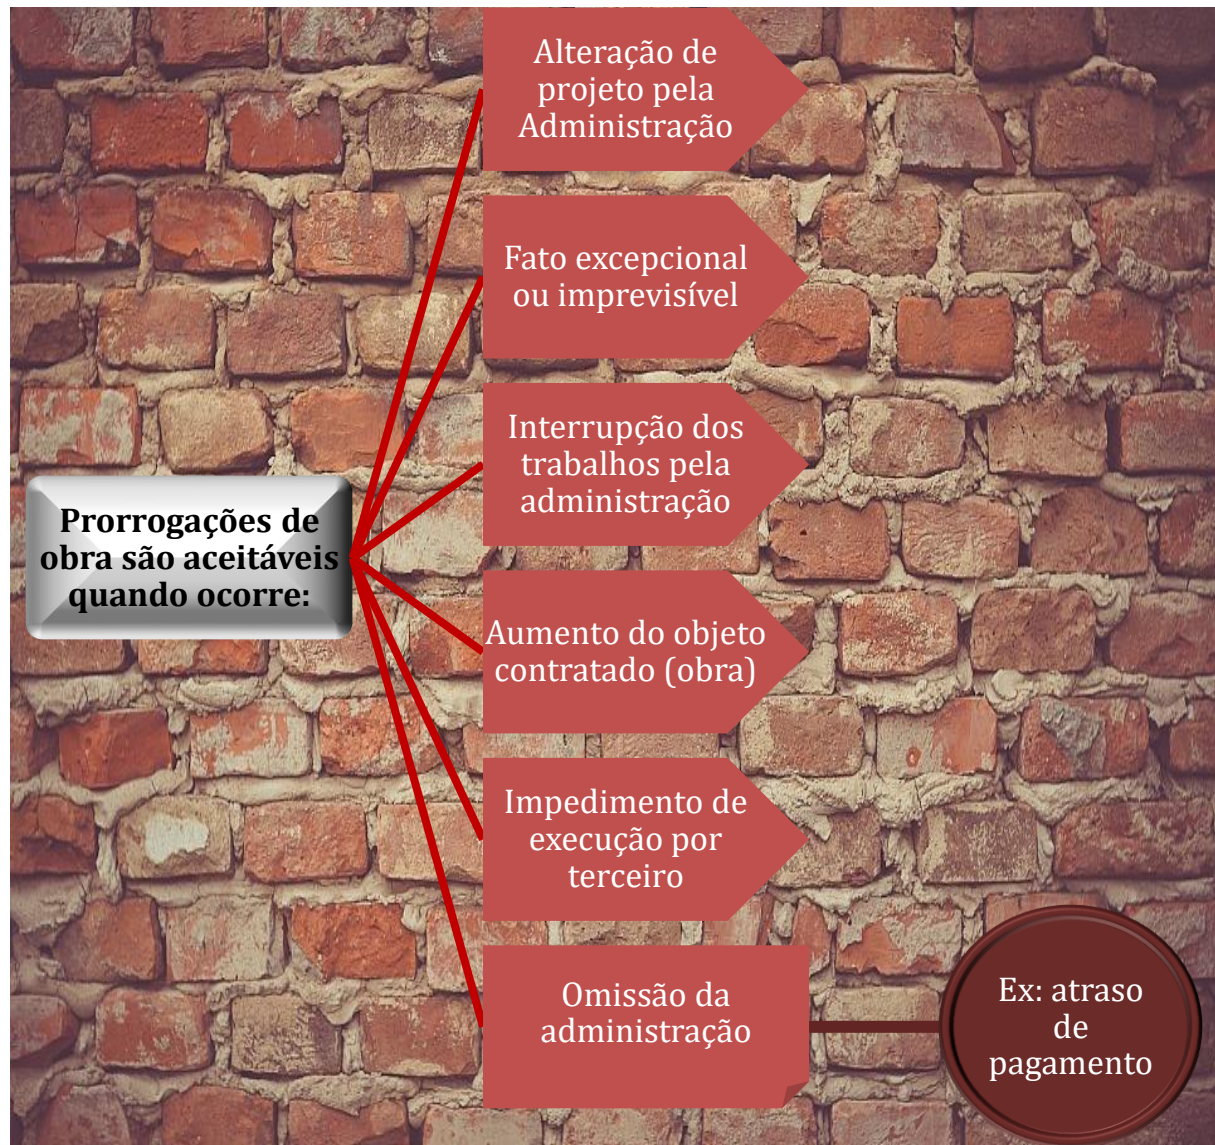 Alteração de
projeto pela
Administração
Fato excepcional
ou imprevisível
Interrupção dos
trabalhos pela
administração
Prorrogações de
obra são aceitáveis
quando ocorre:
Aumento do objeto
contratado (obra)
Impedimento de
execução por
terceiro
Omissão da
administração
Ex: atraso
de
pagamento